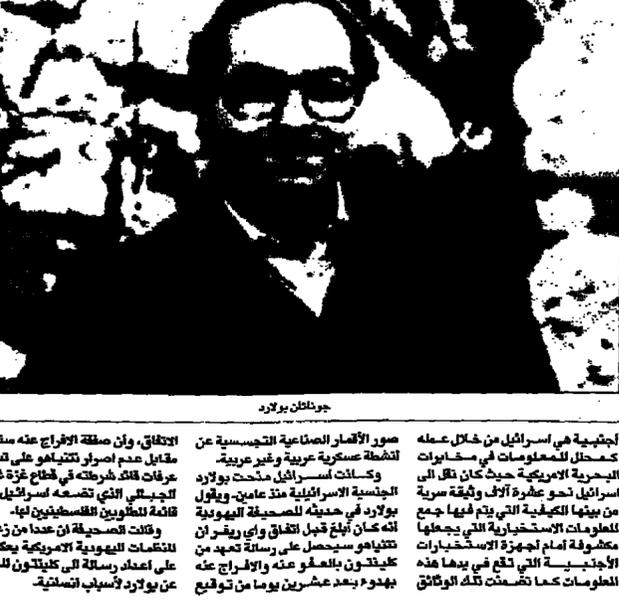 جوناثان بولارد
أجنبية هي اسرائيل من خلال عمله
كمحلل للمعلومات في مخابرات
البحرية الامريكية حيث كان نقل الى
اسرائيل نحو عشرة آلاف وثيقة سرية
من بينها الكيفية التي يتم فيها جمع
المعلومات الاستخبارية التي يجعلها
مكشوفة أمام أجهزة الاستخبارات
الأجنبية التي تقع في يدها هذه
المعلومات كما تضمنت تلك الوثائق
صور الأقمار الصناعية التجسسية عن
أنشطة عسكرية عربية وغير عربية.
وكانت اسرائيل منحت بولارد
الجنسية الاسرائيلية منذ عامين. ويقول
بولارد في حديثه للصحيفة اليهودية
انه كان أبلغ قبل اتفاق واي ريفر ان
نتنياهو سيحصل على رسالة تعهد من
كلينتون بالعفو عنه والافراج عنه
بهدوء بعد عشرين يوما من توقيع
الاتفاق، وأن صفقة الافراج عنه
مقابل عدم اصرار نتنياهو على
عرفات قائد شرطته في قطاع غزة
الجبالي الذي تضعه اسرائيل
قائمة المطلوبين الفلسطينيين لها.
وقالت الصحيفة ان عددا من
المنظمات اليهودية الامريكية
على اعداد رسالة الى كلينتون
عن بولارد لأسباب انسانية.